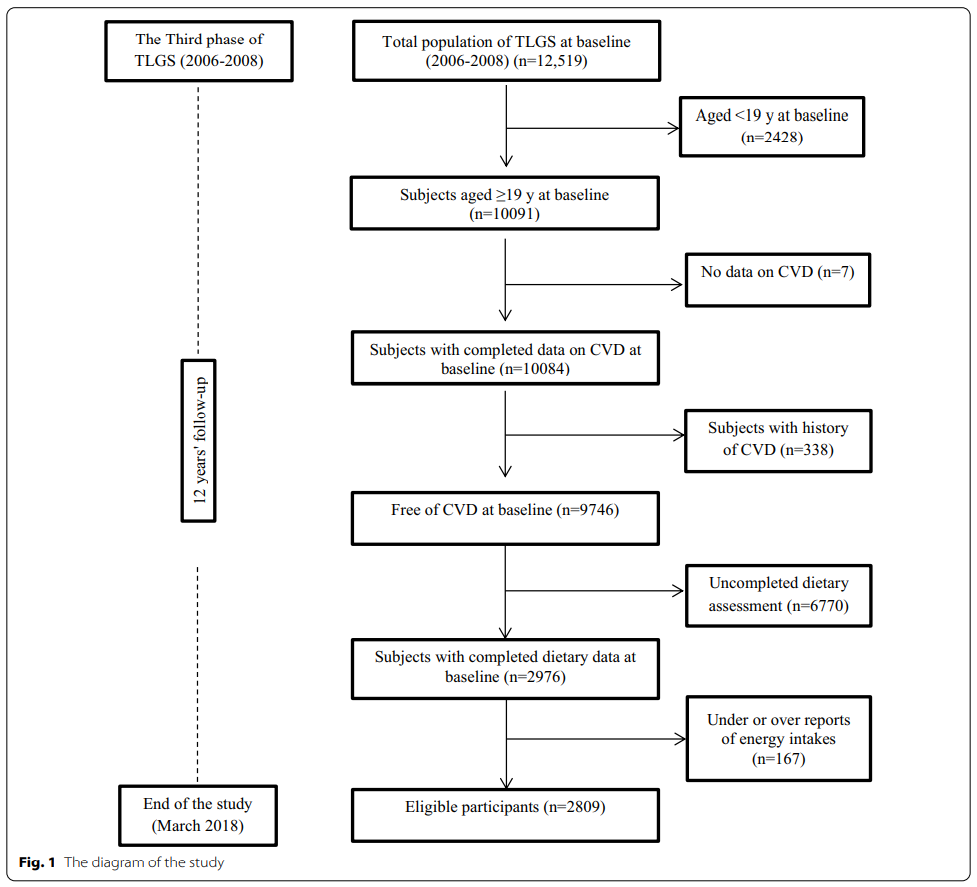 The Third phase of
TLGS (2006-2008)
Total population of TLGS at baseline
(2006-2008) (n=12,519)
Aged <19 y at baseline
(n=2428)
Subjects aged ≥19 y at baseline
(n=10091)
No data on CVD (n=7)
Subjects with completed data on CVD at
baseline (n=10084)
12 years' follow-up
Subjects with history
of CVD (n=338)
Free of CVD at baseline (n=9746)
Uncompleted dietary
assessment (n=6770)
Subjects with completed dietary data at
baseline (n=2976)
Under or over reports
of energy intakes
(n=167)
End of the study
(March 2018)
Eligible participants (n=2809)
Fig. 1 The diagram of the study